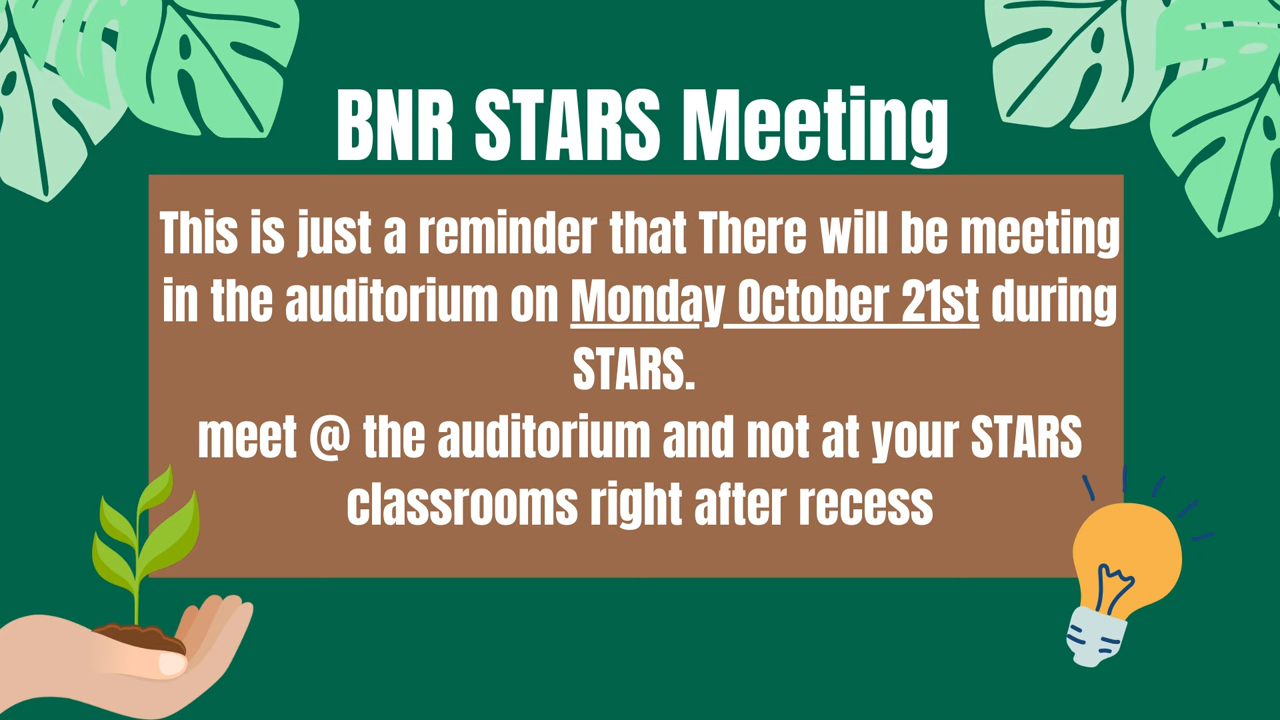 BNR STARS Meeting
This is just a reminder that There will be meeting
in the auditorium on Monday October 21st during
STARS.
meet @ the auditorium and not at your STARS
classrooms right after recess